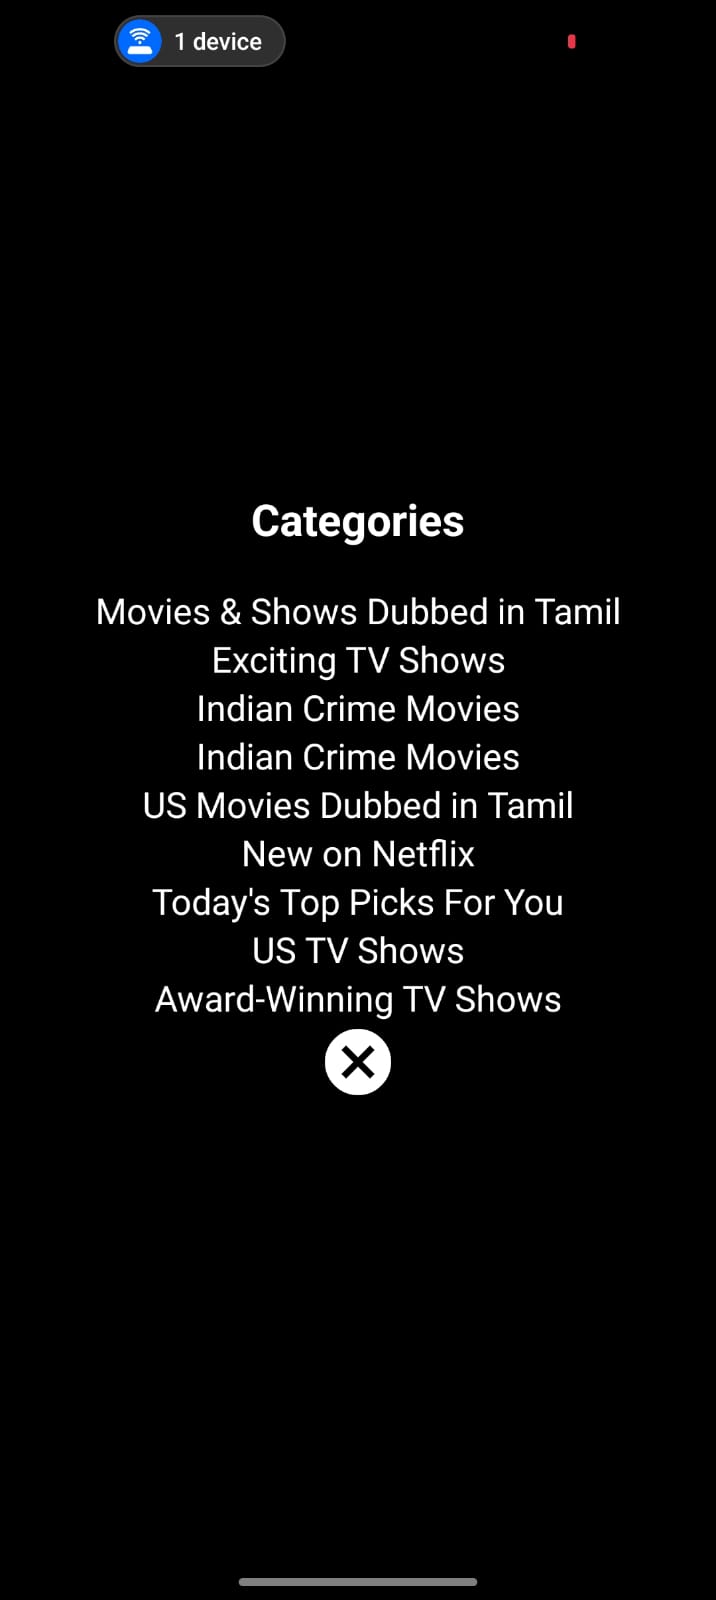 1 device
Categories
Movies & Shows Dubbed in Tamil
Exciting TV Shows
Indian Crime Movies
Indian Crime Movies
US Movies Dubbed in Tamil
New on Netflix
Today's Top Picks For You
US TV Shows
Award-Winning TV Shows